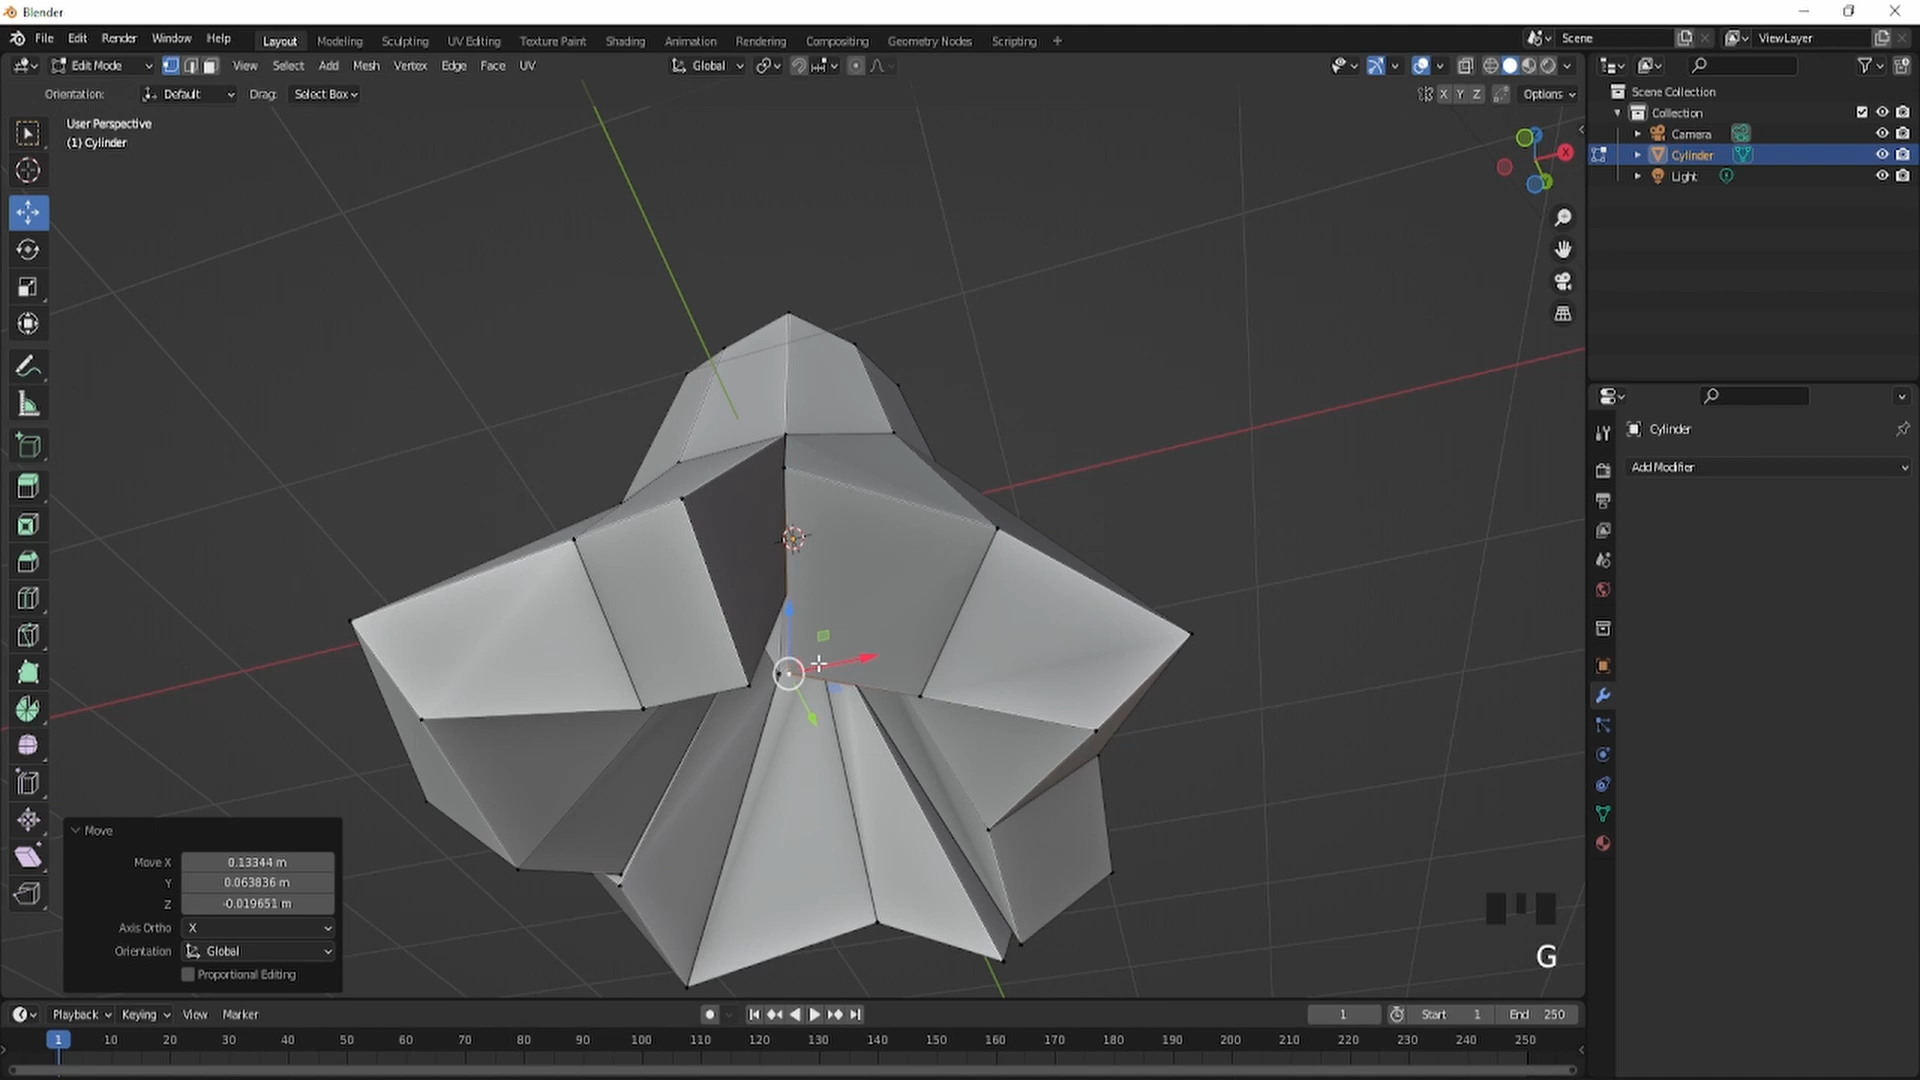 Blender
File Edit Render Window Help
Layout Modeling Sculpting UV Editing Texture Paint Shading Animation Rendering Compositing Geometry Nodes Scripting +
Scene
ViewLayer
Edit Mode View Select Add Mesh Vertex Edge Face UV
Global
Orientation: Default Drag: Select Box
X Y Z Options
User Perspective
(1) Cylinder
X
Scene Collection
Collection
Camera
Cylinder
Light
Cylinder
Add Modifier
Move
Move X 0.13344 m
Y 0.063836 m
Z -0.019651 m
Axis Ortho X
Orientation Global
Proportional Editing
G
Playback Keying View Marker
1 Start 1 End 250
1 10 20 30 40 50 60 70 80 90 100 110 120 130 140 150 160 170 180 190 200 210 220 230 240 250